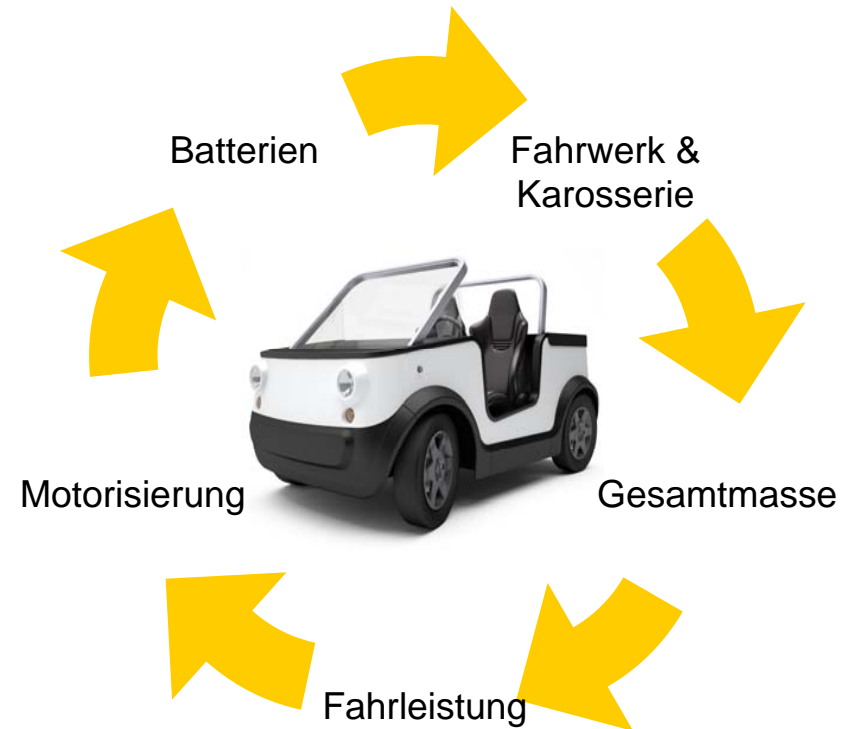 Batterien
Fahrwerk &
Karosserie
Motorisierung
Gesamtmasse
Fahrleistung